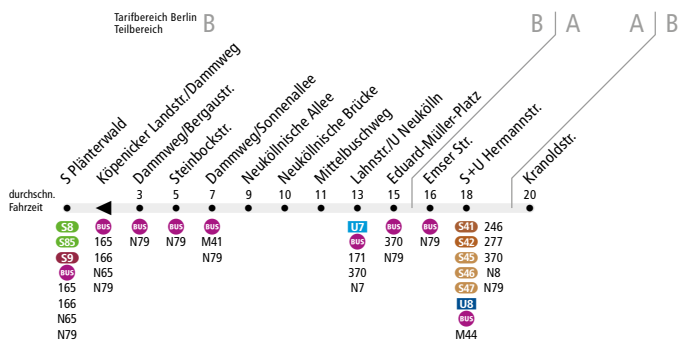 Tarifbereich Berlin
Teilbereich
B
B A
A B
S Plänterwald
Köpenicker Landstr./Dammweg
Dammweg/Bergaustr.
Steinbockstr.
Dammweg/Sonnenallee
Neuköllnische Allee
Neuköllnische Brücke
Mittelbuschweg
Lahnstr./U Neukölln
Eduard-Müller-Platz
Emser Str.
S+U Hermannstr.
Kranoldstr.
durchschn.
Fahrzeit
3 5 7 9 10 11 13 15 16 18 20
S8
S85
S9
BUS
165
166
N65
N79
BUS
165
166
N65
N79
BUS
N79
BUS
N79
BUS
M41
N79
U7
BUS
171
370
N7
BUS
370
N79
BUS
N79
S41 246
S42 277
S45 370
S46 N8
S47 N79
U8
BUS
M44